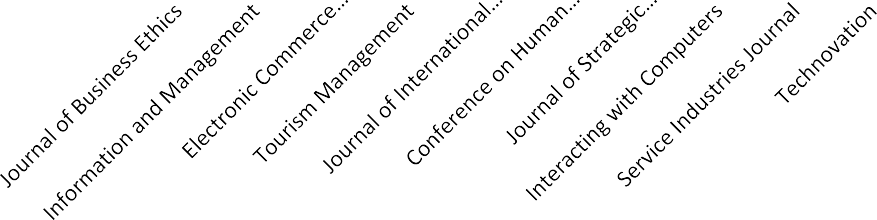 Journal of Business Ethics
Information and Management
Electronic Commerce...
Tourism Management
Journal of International...
Conference on Human...
Journal of Strategic...
Interacting with Computers
Service Industries Journal
Technovation